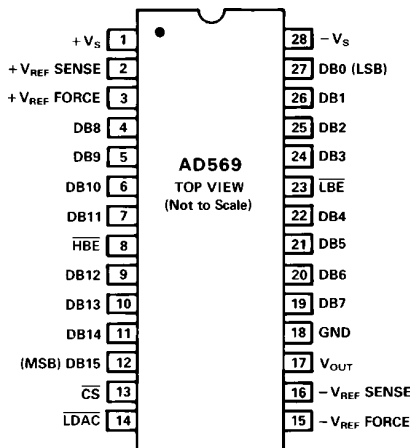 +VS 1
+VREF SENSE 2
+VREF FORCE 3
DB8 4
DB9 5
DB10 6
DB11 7
HBE 8
DB12 9
DB13 10
DB14 11
(MSB) DB15 12
CS 13
LDAC 14
AD569
TOP VIEW
(Not to Scale)
28 −VS
27 DB0 (LSB)
26 DB1
25 DB2
24 DB3
23 LBE
22 DB4
21 DB5
20 DB6
19 DB7
18 GND
17 VOUT
16 −VREF SENSE
15 −VREF FORCE